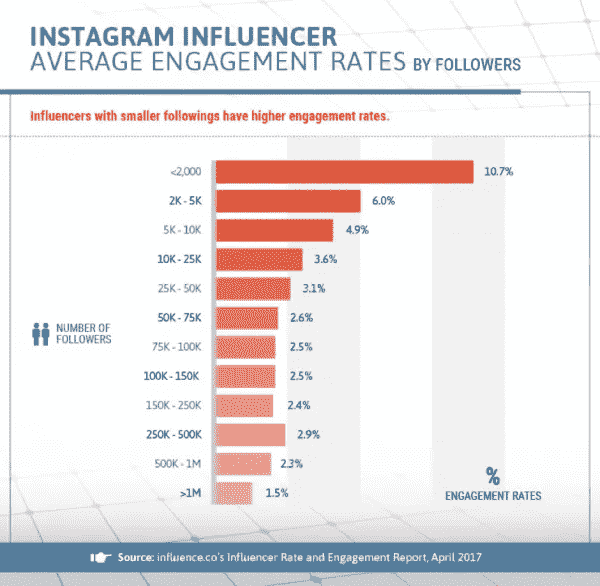 INSTAGRAM INFLUENCER
AVERAGE ENGAGEMENT RATES BY FOLLOWERS
Influencers with smaller followings have higher engagement rates.
<2,000 10.7%
2K - 5K 6.0%
5K - 10K 4.9%
10K - 25K 3.6%
25K - 50K 3.1%
50K - 75K 2.6%
75K - 100K 2.5%
100K - 150K 2.5%
150K - 250K 2.4%
250K - 500K 2.9%
500K - 1M 2.3%
>1M 1.5%
NUMBER OF
FOLLOWERS
%
ENGAGEMENT RATES
Source: influence.co's Influencer Rate and Engagement Report, April 2017